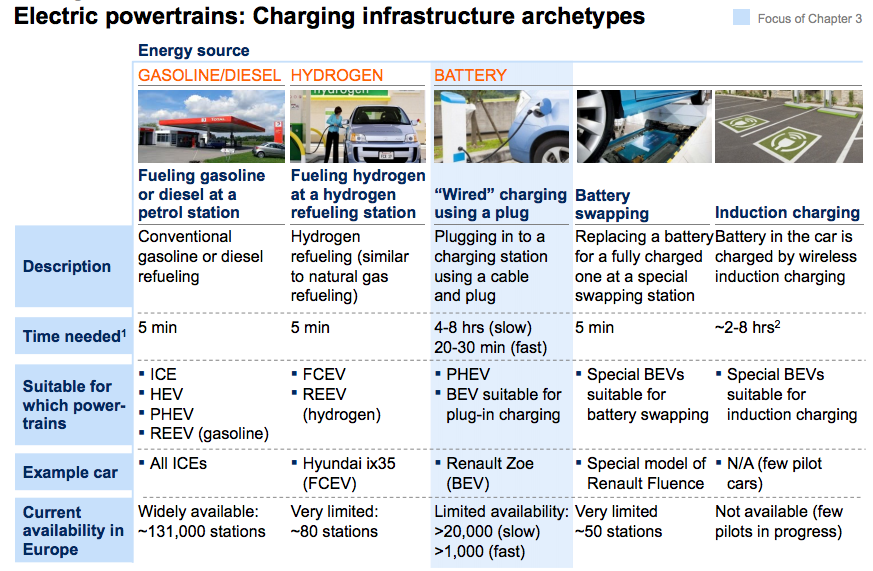 Electric powertrains: Charging infrastructure archetypes
Focus of Chapter 3
Energy source
GASOLINE/DIESEL
HYDROGEN
BATTERY
TOTAL
hydrogen
Fueling gasoline
or diesel at a
petrol station
Fueling hydrogen
at a hydrogen
refueling station
“Wired” charging
using a plug
Battery
swapping
Induction charging
Description
Conventional
gasoline or diesel
refueling
Hydrogen
refueling (similar
to natural gas
refueling)
Plugging in to a
charging station
using a cable
and plug
Replacing a battery
for a fully charged
one at a special
swapping station
Battery in the car is
charged by wireless
induction charging
Time needed1
5 min
5 min
4-8 hrs (slow)
20-30 min (fast)
5 min
~2-8 hrs2
Suitable for
which power-
trains
▪ ICE
▪ HEV
▪ PHEV
▪ REEV (gasoline)
▪ FCEV
▪ REEV
(hydrogen)
▪ PHEV
▪ BEV suitable for
plug-in charging
▪ Special BEVs
suitable for
battery swapping
▪ Special BEVs
suitable for
induction charging
Example car
▪ All ICEs
▪ Hyundai ix35
(FCEV)
▪ Renault Zoe
(BEV)
▪ Special model of
Renault Fluence
▪ N/A (few pilot
cars)
Current
availability in
Europe
Widely available:
~131,000 stations
Very limited:
~80 stations
Limited availability:
>20,000 (slow)
>1,000 (fast)
Very limited
~50 stations
Not available (few
pilots in progress)